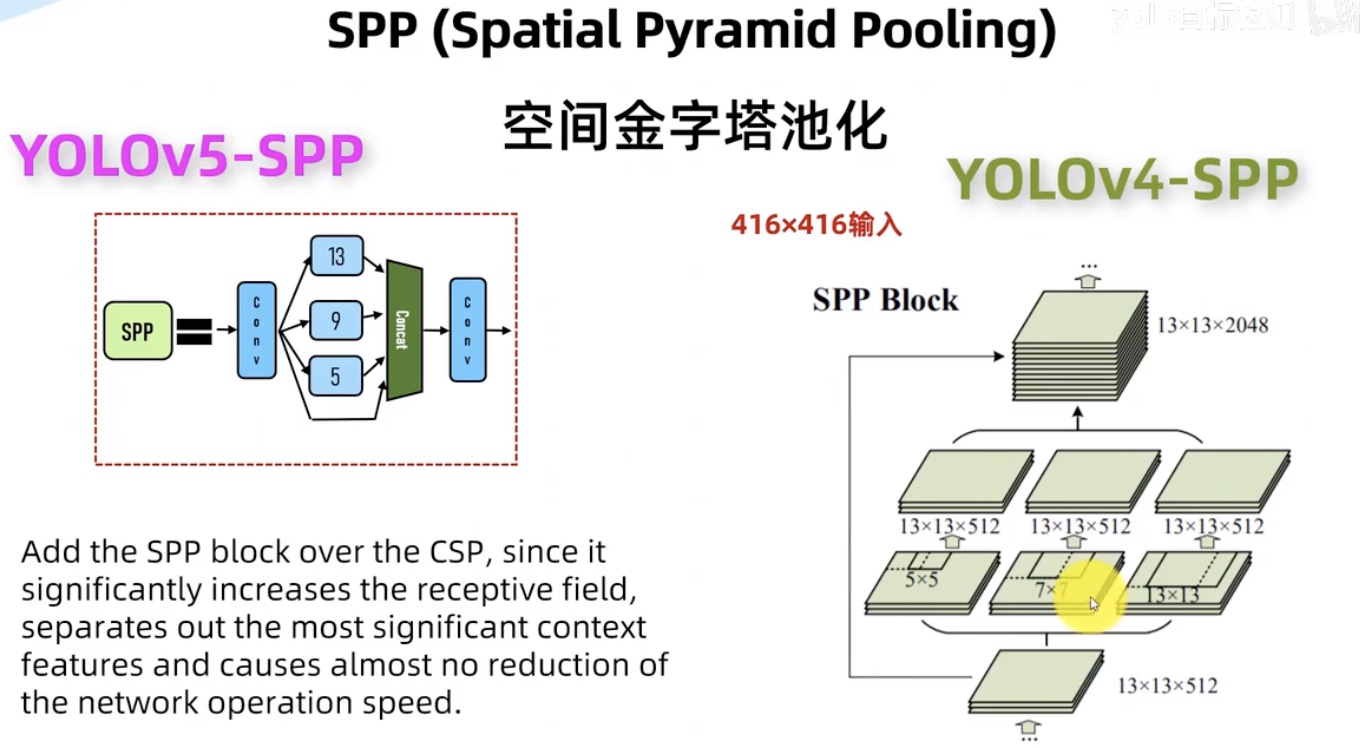 SPP (Spatial Pyramid Pooling)
空间金字塔池化
YOLOv5-SPP
SPP
Conv
13
9
5
Concat
Conv
Add the SPP block over the CSP, since it
significantly increases the receptive field,
separates out the most significant context
features and causes almost no reduction of
the network operation speed.
YOLOv4-SPP
416×416输入
...
SPP Block
13×13×2048
13×13×512 13×13×512 13×13×512
5×5 7×7 13×13
13×13×512
...
yolo目标检测